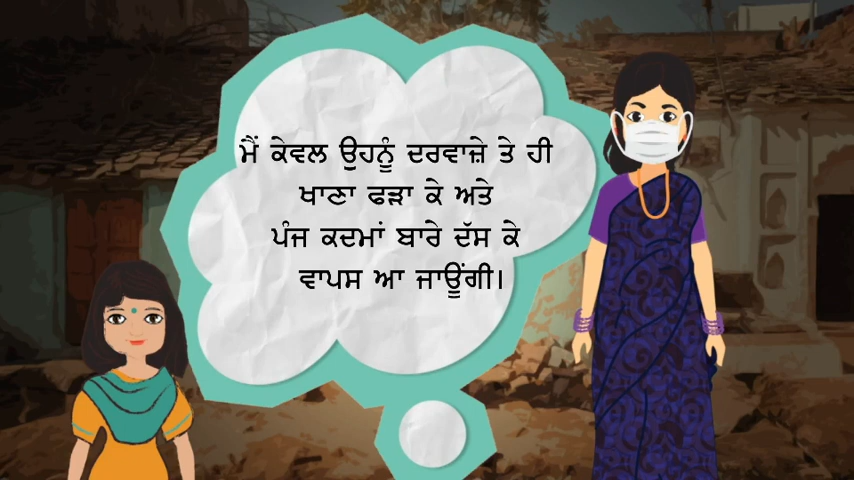 ਮੈਂ ਕੇਵਲ ਉਹਨੂੰ ਦਰਵਾਜ਼ੇ ਤੇ ਹੀ
ਖਾਣਾ ਫੜਾ ਕੇ ਅਤੇ
ਪੰਜ ਕਦਮਾਂ ਬਾਰੇ ਦੱਸ ਕੇ
ਵਾਪਸ ਆ ਜਾਊਂਗੀ।